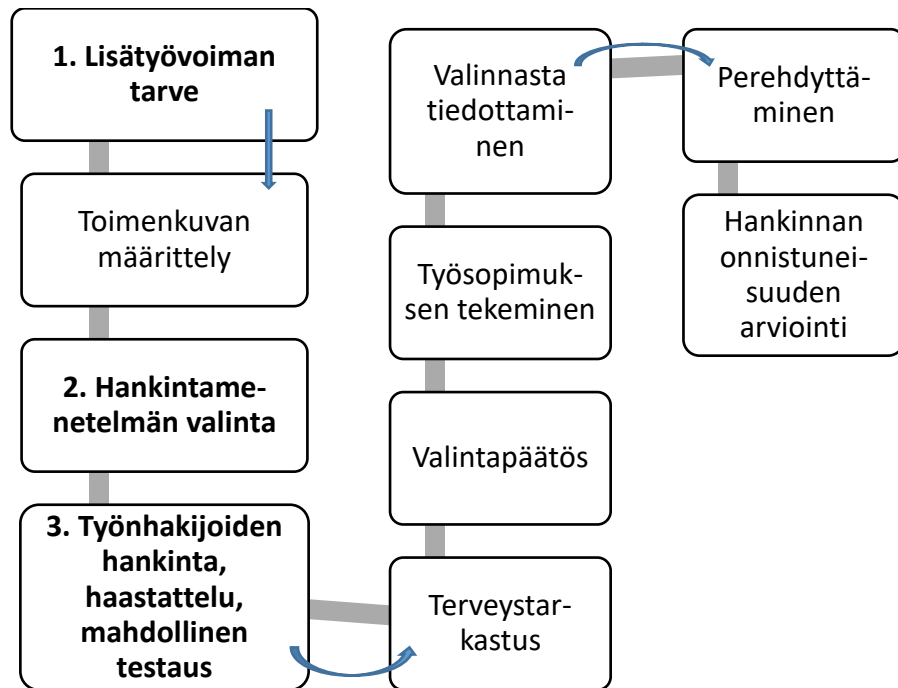 1. Lisätyövoiman
tarve
Toimenkuvan
määrittely
2. Hankintame-
netelmän valinta
3. Työnhakijoiden
hankinta,
haastattelu,
mahdollinen
testaus
Terveystar-
kastus
Valintapäätös
Työsopimuk-
sen tekeminen
Valinnasta
tiedottami-
nen
Perehdyttä-
minen
Hankinnan
onnistunei-
suuden
arviointi